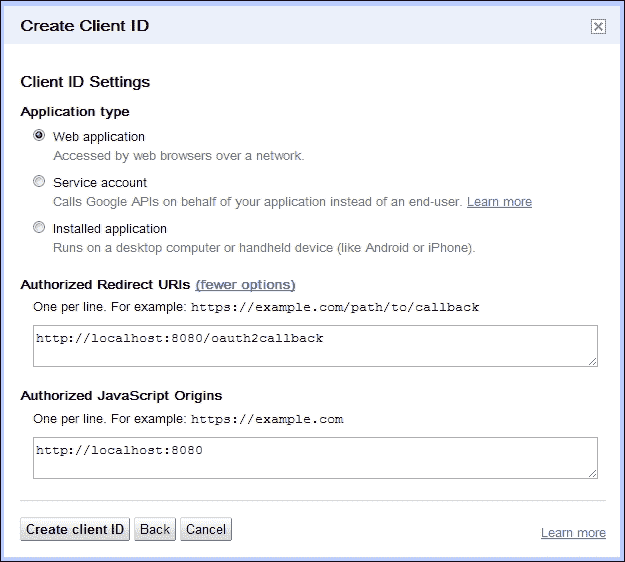 Create Client ID
Client ID Settings
Application type
Web application
Accessed by web browsers over a network.
Service account
Calls Google APIs on behalf of your application instead of an end-user. Learn more
Installed application
Runs on a desktop computer or handheld device (like Android or iPhone).
Authorized Redirect URIs (fewer options)
One per line. For example: https://example.com/path/to/callback
http://localhost:8080/oauth2callback
Authorized JavaScript Origins
One per line. For example: https://example.com
http://localhost:8080
Create client ID Back Cancel Learn more